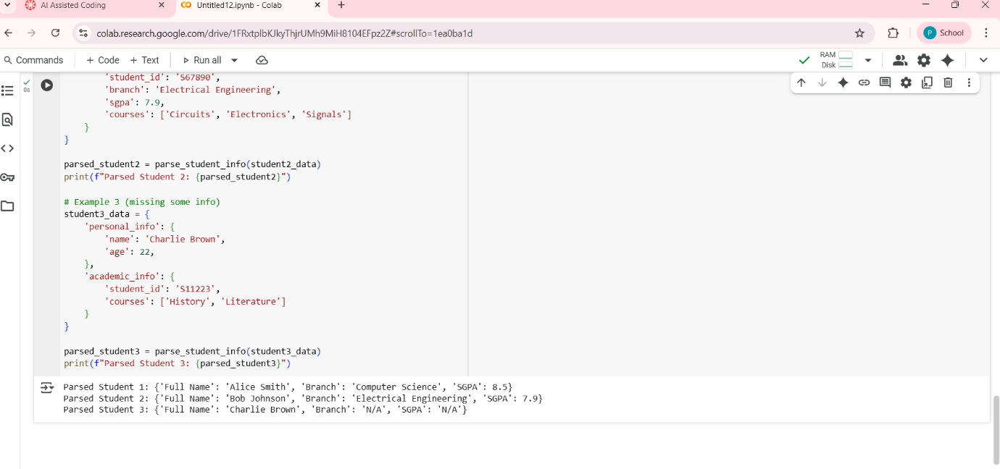 AI Assisted Coding
Untitled12.ipynb - Colab
colab.research.google.com/drive/1FRxtplbKJkyThjrUMh9MiH8104EFpz2Z#scrollTo=1ea0ba1d
P School
Commands + Code + Text Run all
RAM
Disk
0s
'student_id': 'S67890',
'branch': 'Electrical Engineering',
'sgpa': 7.9,
'courses': ['Circuits', 'Electronics', 'Signals']
}
}
parsed_student2 = parse_student_info(student2_data)
print(f"Parsed Student 2: {parsed_student2}")
# Example 3 (missing some info)
student3_data = {
'personal_info': {
'name': 'Charlie Brown',
'age': 22,
},
'academic_info': {
'student_id': 'S11223',
'courses': ['History', 'Literature']
}
}
parsed_student3 = parse_student_info(student3_data)
print(f"Parsed Student 3: {parsed_student3}")
Parsed Student 1: {'Full Name': 'Alice Smith', 'Branch': 'Computer Science', 'SGPA': 8.5}
Parsed Student 2: {'Full Name': 'Bob Johnson', 'Branch': 'Electrical Engineering', 'SGPA': 7.9}
Parsed Student 3: {'Full Name': 'Charlie Brown', 'Branch': 'N/A', 'SGPA': 'N/A'}